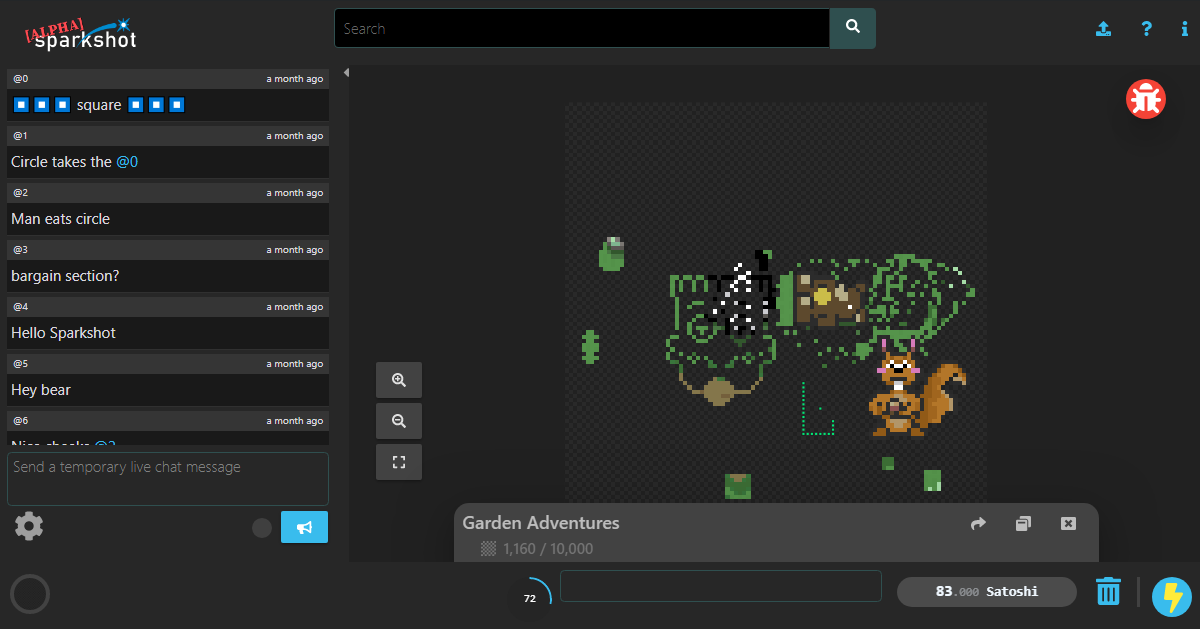 [ALPHA]
sparkshot
Search
@0 a month ago
square
@1 a month ago
Circle takes the @0
@2 a month ago
Man eats circle
@3 a month ago
bargain section?
@4 a month ago
Hello Sparkshot
@5 a month ago
Hey bear
@6 a month ago
Send a temporary live chat message
Garden Adventures
1,160 / 10,000
72
83.000 Satoshi